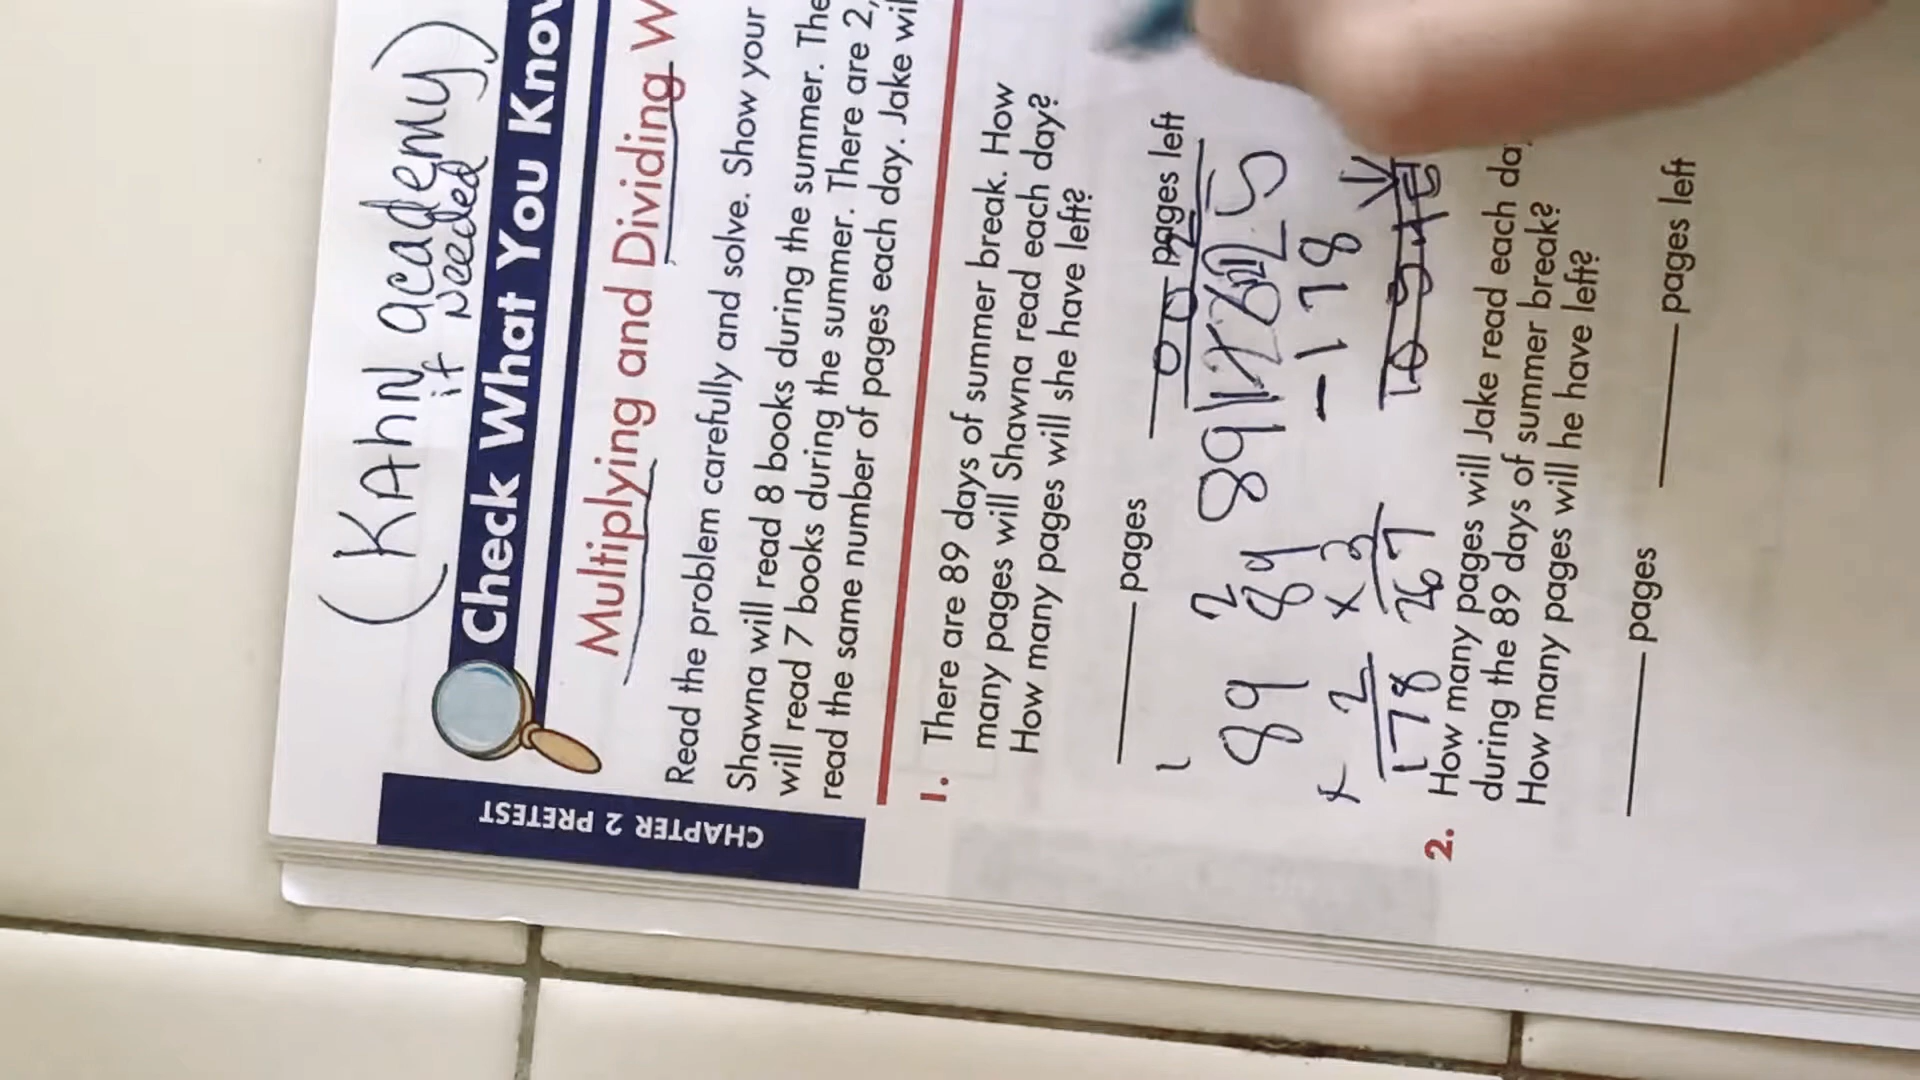 (KAhN academy)
if Needed
Check What You Know
Multiplying and Dividing W
Read the problem carefully and solve. Show your
Shawna will read 8 books during the summer. The
will read 7 books during the summer. There are 2,
read the same number of pages each day. Jake wil
CHAPTER 2 PRETEST
1. There are 89 days of summer break. How
many pages will Shawna read each day?
How many pages will she have left?
pages
pages left
1
89
x 2
178
2
89
x 3
267
002
89
- 178
2. How many pages will Jake read each da
during the 89 days of summer break?
How many pages will he have left?
pages
pages left